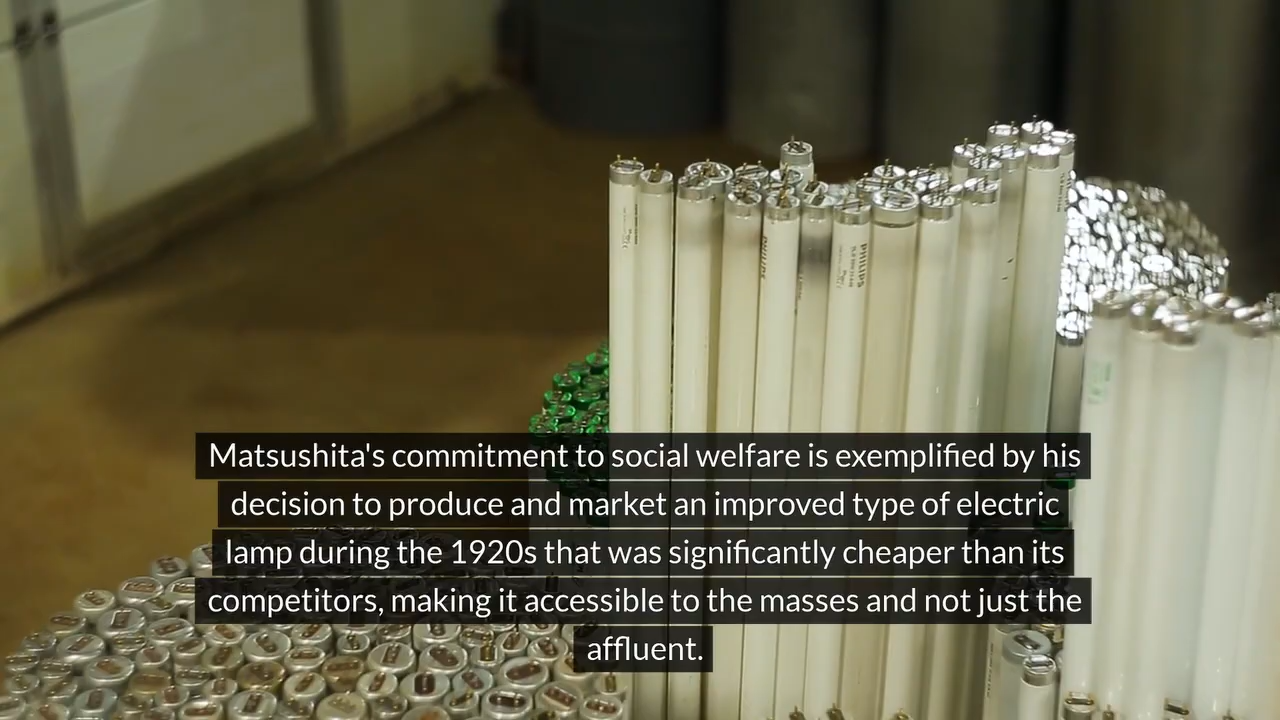 PHILIPS
PHILIPS
Matsushita's commitment to social welfare is exemplified by his
decision to produce and market an improved type of electric
lamp during the 1920s that was significantly cheaper than its
competitors, making it accessible to the masses and not just the
affluent.